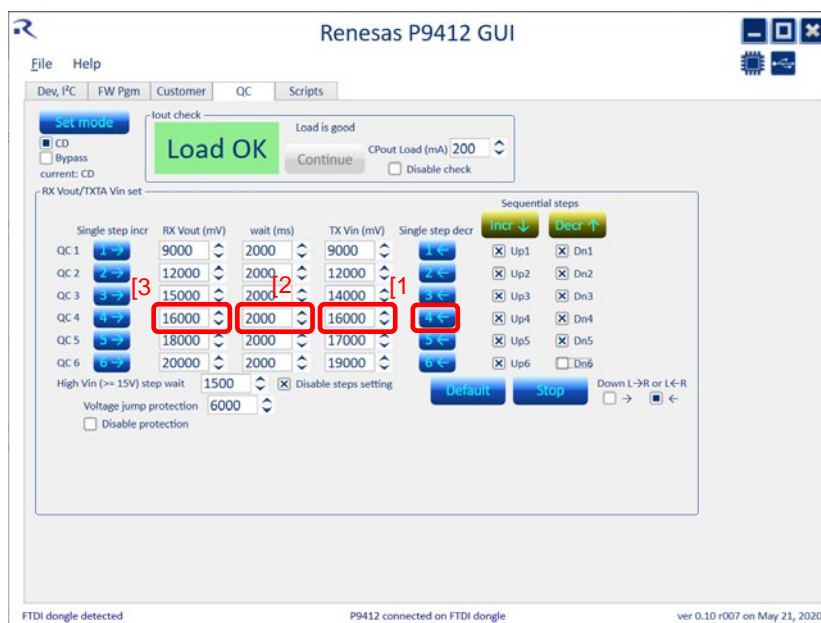 Renesas P9412 GUI
File Help
Dev, I²C FW Pgm Customer QC Scripts
Set mode
CD
Bypass
current: CD
Iout check
Load OK
Load is good
Continue
CPout Load (mA) 200
Disable check
RX Vout/TXTA Vin set
Sequential steps
Single step incr RX Vout (mV) wait (ms) TX Vin (mV) Single step decr Incr ↓ Decr ↑
QC 1 1→ 9000 2000 9000 1← Up1 Dn1
QC 2 2→ 12000 2000 12000 2← Up2 Dn2
QC 3 3→ [3 15000 2000 [2 14000 [1 3← Up3 Dn3
QC 4 4→ 16000 2000 16000 4← Up4 Dn4
QC 5 5→ 18000 2000 17000 5← Up5 Dn5
QC 6 6→ 20000 2000 19000 6← Up6 Dn6
High Vin (>= 15V) step wait 1500 Disable steps setting
Default Stop Down L→R or L←R
→ ←
Voltage jump protection 6000
Disable protection
FTDI dongle detected P9412 connected on FTDI dongle ver 0.10 r007 on May 21, 2020